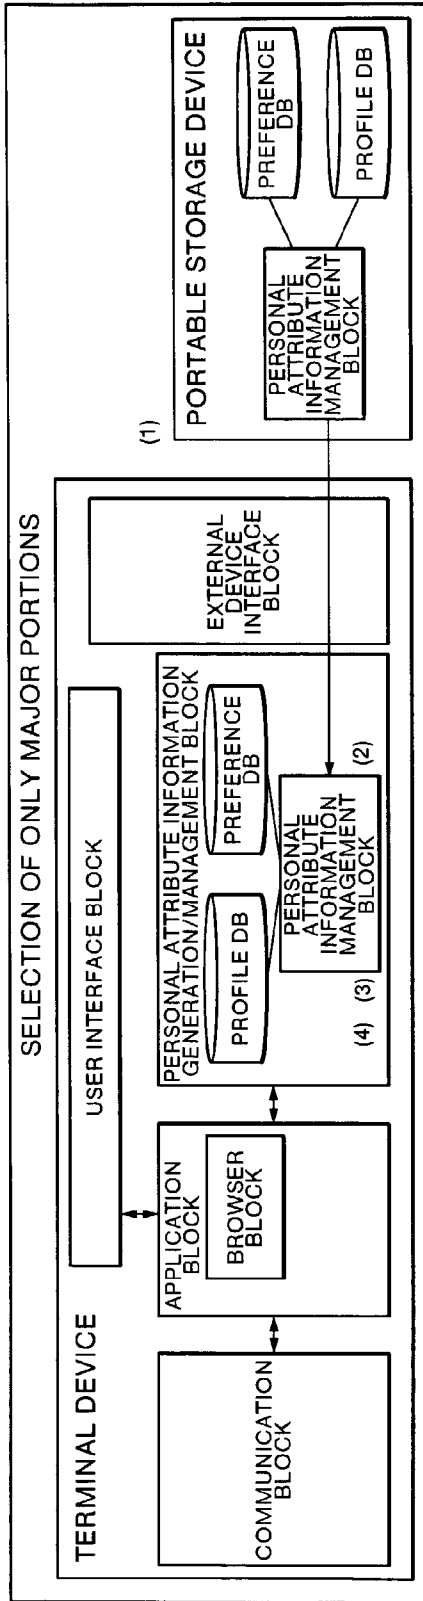 SELECTION OF ONLY MAJOR PORTIONS
TERMINAL DEVICE
USER INTERFACE BLOCK
COMMUNICATION
BLOCK
APPLICATION
BLOCK
BROWSER
BLOCK
PERSONAL ATTRIBUTE INFORMATION
GENERATION/MANAGEMENT BLOCK
PROFILE DB
PREFERENCE
DB
(4)
(3)
PERSONAL
ATTRIBUTE
INFORMATION
MANAGEMENT
BLOCK
(2)
EXTERNAL
DEVICE
INTERFACE
BLOCK
(1)
PORTABLE STORAGE DEVICE
PERSONAL
ATTRIBUTE
INFORMATION
MANAGEMENT
BLOCK
PREFERENCE
DB
PROFILE DB